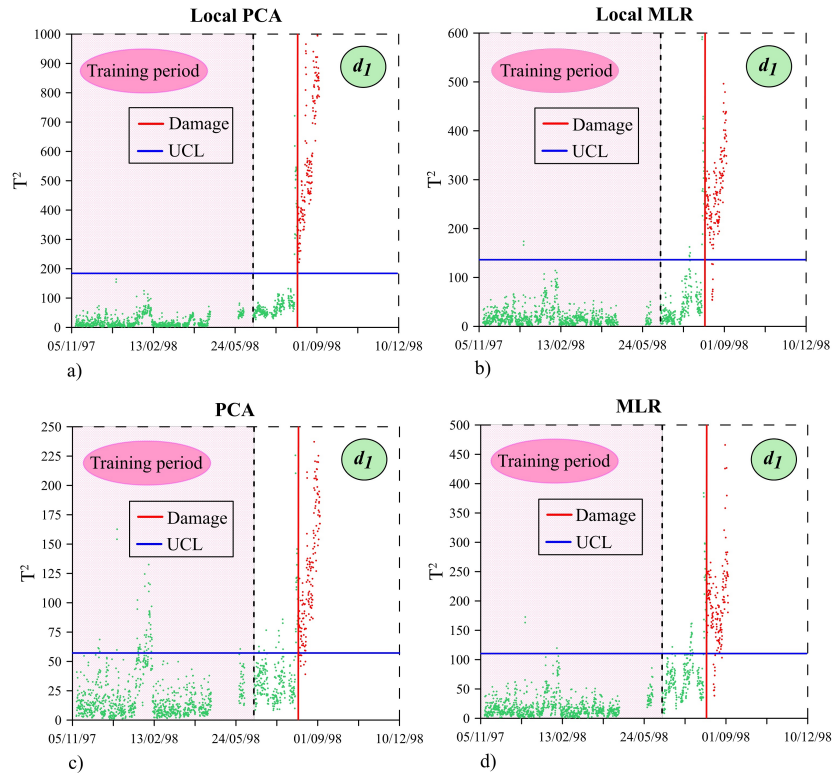 Local PCA
1000
900
800
700
600
500
400
300
200
100
0
T²
Training period
d1
Damage
UCL
05/11/97 13/02/98 24/05/98 01/09/98 10/12/98
a)
Local MLR
600
500
400
300
200
100
0
T²
Training period
d1
Damage
UCL
05/11/97 13/02/98 24/05/98 01/09/98 10/12/98
b)
PCA
250
225
200
175
150
125
100
75
50
25
0
T²
Training period
d1
Damage
UCL
05/11/97 13/02/98 24/05/98 01/09/98 10/12/98
c)
MLR
500
450
400
350
300
250
200
150
100
50
0
T²
Training period
d1
Damage
UCL
05/11/97 13/02/98 24/05/98 01/09/98 10/12/98
d)